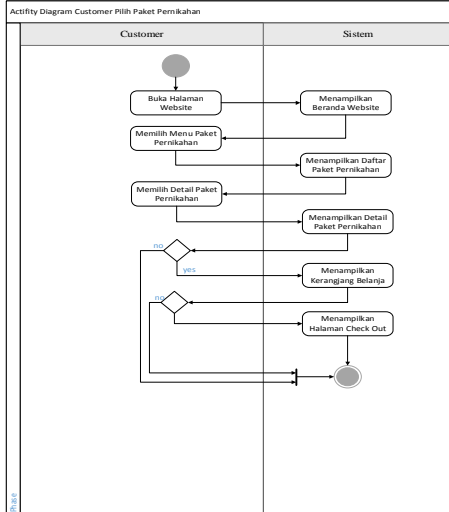 Actifity Diagram Customer Pilih Paket Pernikahan
Customer
Sistem
Buka Halaman
Website
Menampilkan
Beranda Website
Memilih Menu Paket
Pernikahan
Menampilkan Daftar
Paket Pernikahan
Memilih Detail Paket
Pernikahan
Menampilkan Detail
Paket Pernikahan
no
yes
Menampilkan
Kerangjang Belanja
no
Menampilkan
Halaman Check Out
Phase